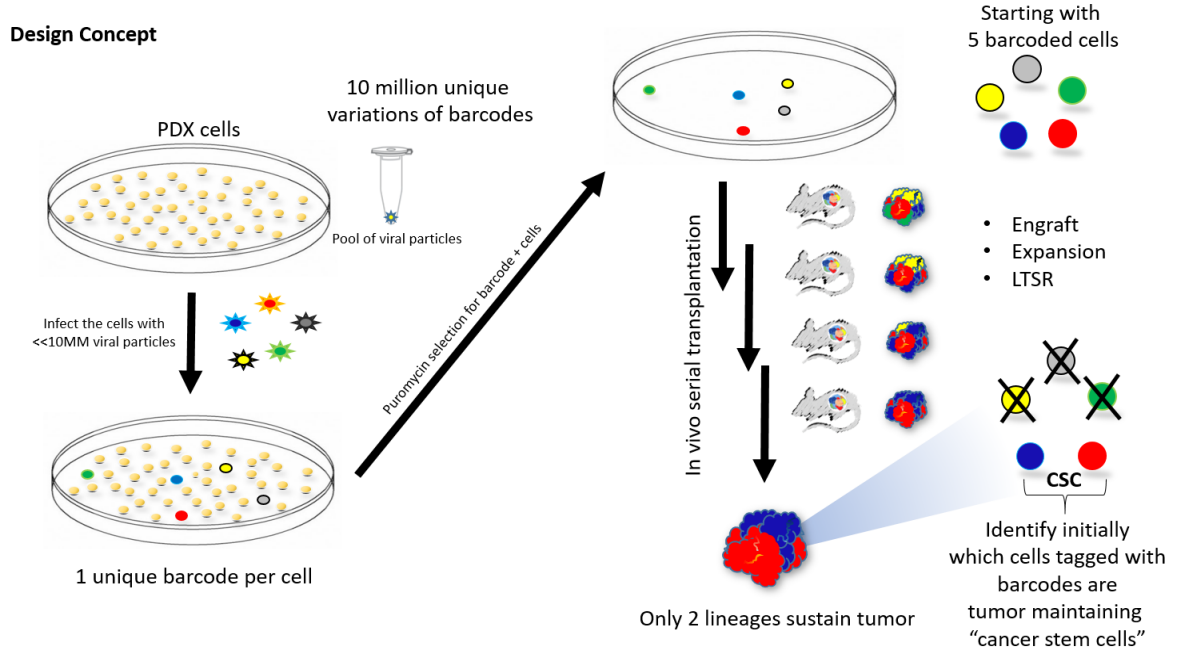 Design Concept
PDX cells
10 million unique
variations of barcodes
Pool of viral particles
Infect the cells with
<<10MM viral particles
1 unique barcode per cell
Puromycin selection for barcode + cells
Starting with
5 barcoded cells
In vivo serial transplantation
• Engraft
• Expansion
• LTSR
Only 2 lineages sustain tumor
CSC
Identify initially
which cells tagged with
barcodes are
tumor maintaining
“cancer stem cells”